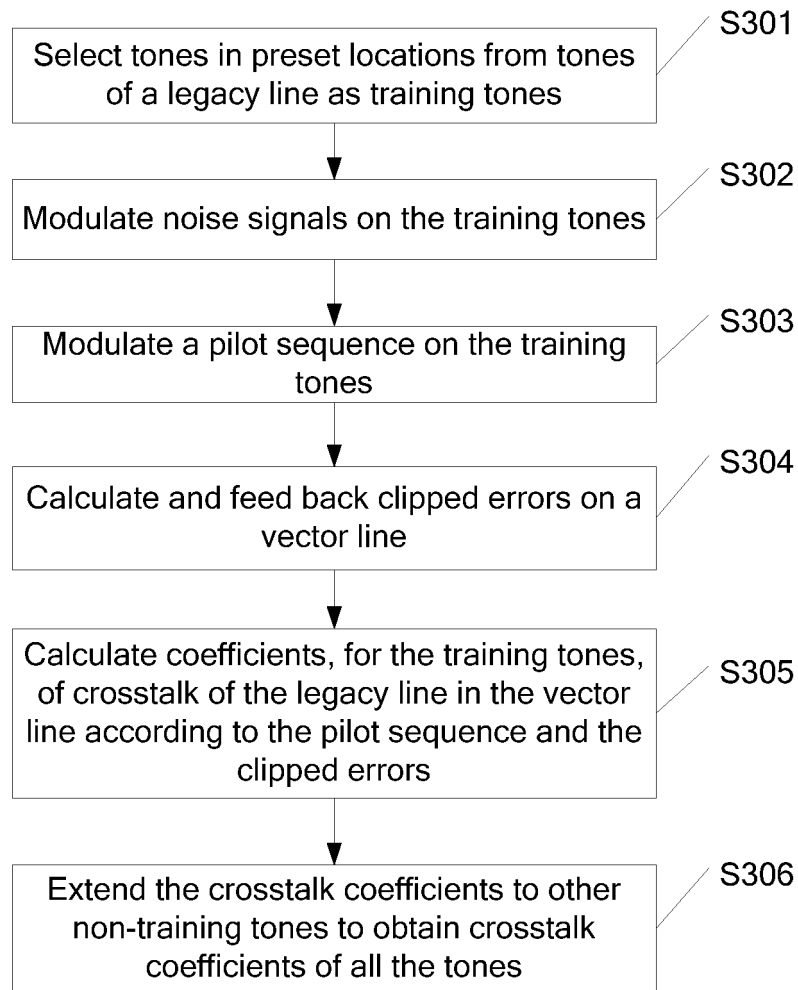 S301
Select tones in preset locations from tones
of a legacy line as training tones
S302
Modulate noise signals on the training tones
S303
Modulate a pilot sequence on the training
tones
S304
Calculate and feed back clipped errors on a
vector line
S305
Calculate coefficients, for the training tones,
of crosstalk of the legacy line in the vector
line according to the pilot sequence and the
clipped errors
S306
Extend the crosstalk coefficients to other
non-training tones to obtain crosstalk
coefficients of all the tones